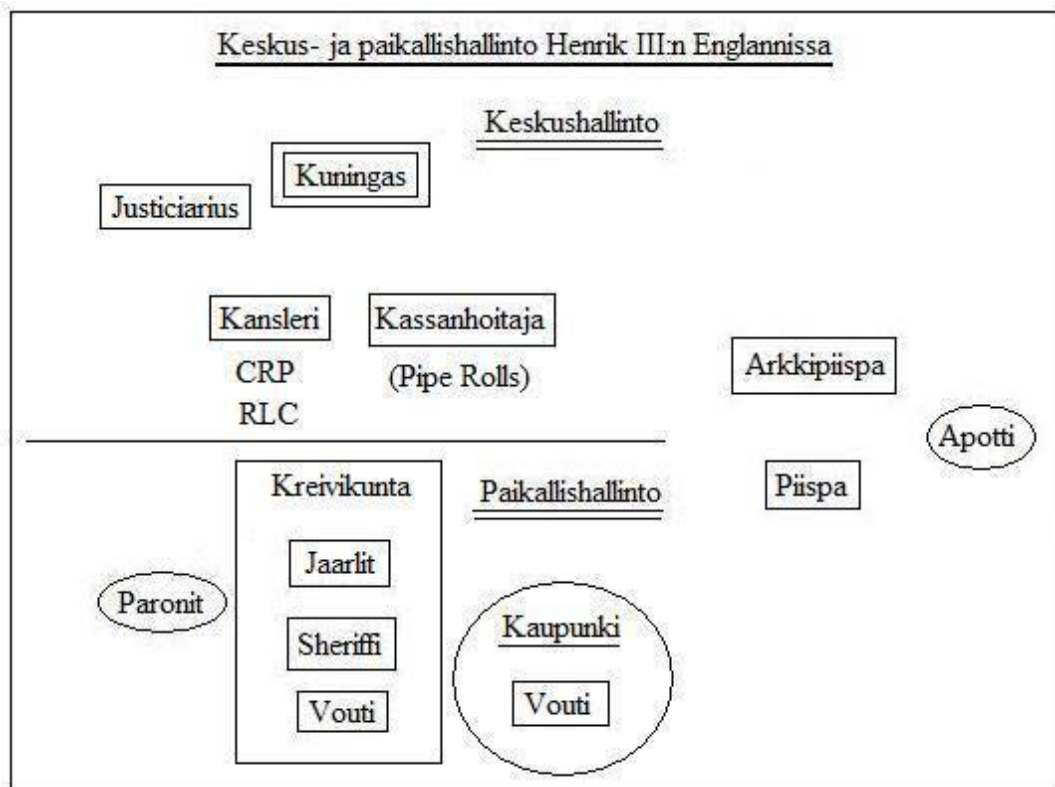 Keskus- ja paikallishallinto Henrik III:n Englannissa
Keskushallinto
Kuningas
Justiciarius
Kansleri
Kassanhoitaja
CRP
(Pipe Rolls)
RLC
Arkkipiispa
Apotti
Piispa
Kreivikunta
Paikallishallinto
Jaarlit
Paronit
Sheriffi
Vouti
Kaupunki
Vouti